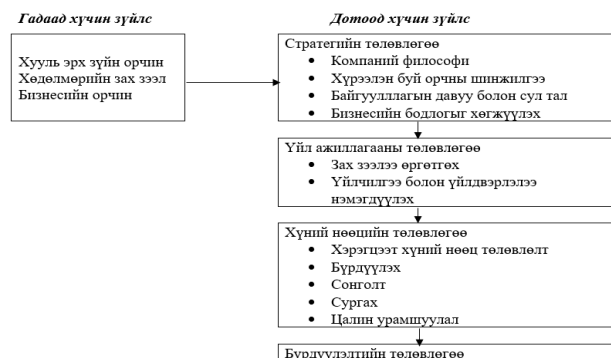 Гадаад хүчин зүйлс
Дотоод хүчин зүйлс
Хууль эрх зүйн орчин
Хөдөлмөрийн зах зээл
Бизнесийн орчин
Стратегийн төлөвлөгөө
• Компаний философи
• Хүрээлэн буй орчны шинжилгээ
• Байгууллагын давуу болон сул тал
• Бизнесийн бодлогыг хөгжүүлэх
Үйл ажиллагааны төлөвлөгөө
• Зах зээлээ өргөтгөх
• Үйлчилгээ болон үйлдвэрлэлээ
нэмэгдүүлэх
Хүний нөөцийн төлөвлөгөө
• Хэрэгцээт хүний нөөц төлөвлөлт
• Бүрдүүлэх
• Сонголт
• Сургах
• Цалин урамшуулал
Бүрдүүлэлтийн төлөвлөгөө